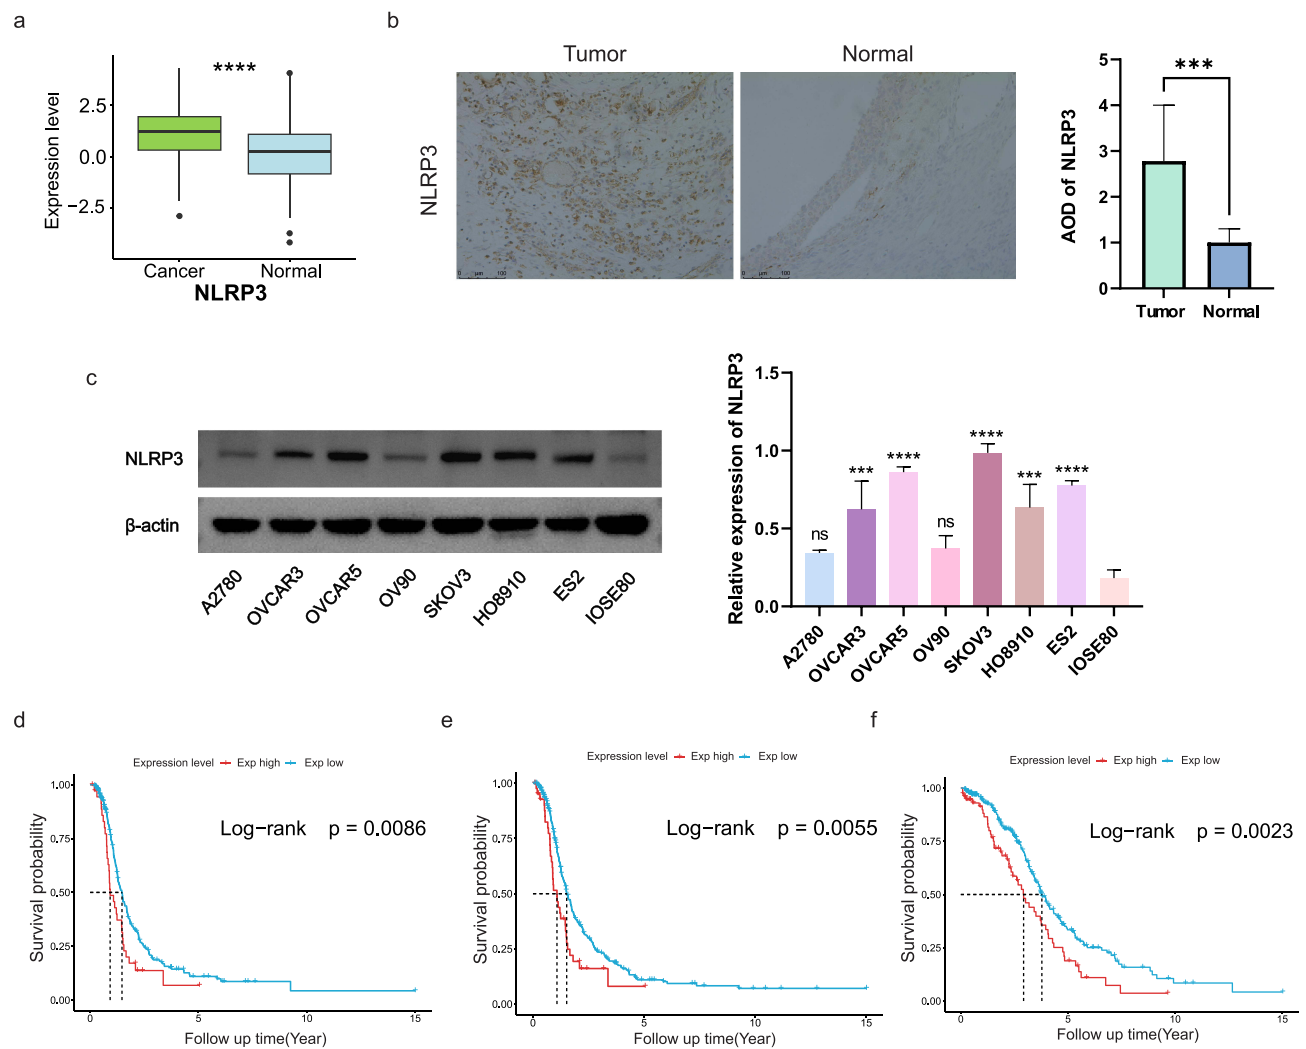 a
****
Expression level
2.5
0.0
−2.5
Cancer Normal
NLRP3
b
Tumor Normal
NLRP3
0 µm 100
0 µm 100
***
AOD of NLRP3
5
4
3
2
1
0
Tumor Normal
c
NLRP3
β-actin
A2780 OVCAR3 OVCAR5 OV90 SKOV3 HO8910 ES2 IOSE80
Relative expression of NLRP3
1.5
1.0
0.5
0.0
ns *** **** ns **** *** ****
A2780 OVCAR3 OVCAR5 OV90 SKOV3 HO8910 ES2 IOSE80
d
Expression level Exp high Exp low
Survival probability
1.00
0.75
0.50
0.25
0.00
Log−rank p = 0.0086
0 5 10 15
Follow up time(Year)
e
Expression level Exp high Exp low
Survival probability
1.00
0.75
0.50
0.25
0.00
Log−rank p = 0.0055
0 5 10 15
Follow up time(Year)
f
Expression level Exp high Exp low
Survival probability
1.00
0.75
0.50
0.25
0.00
Log−rank p = 0.0023
0 5 10 15
Follow up time(Year)